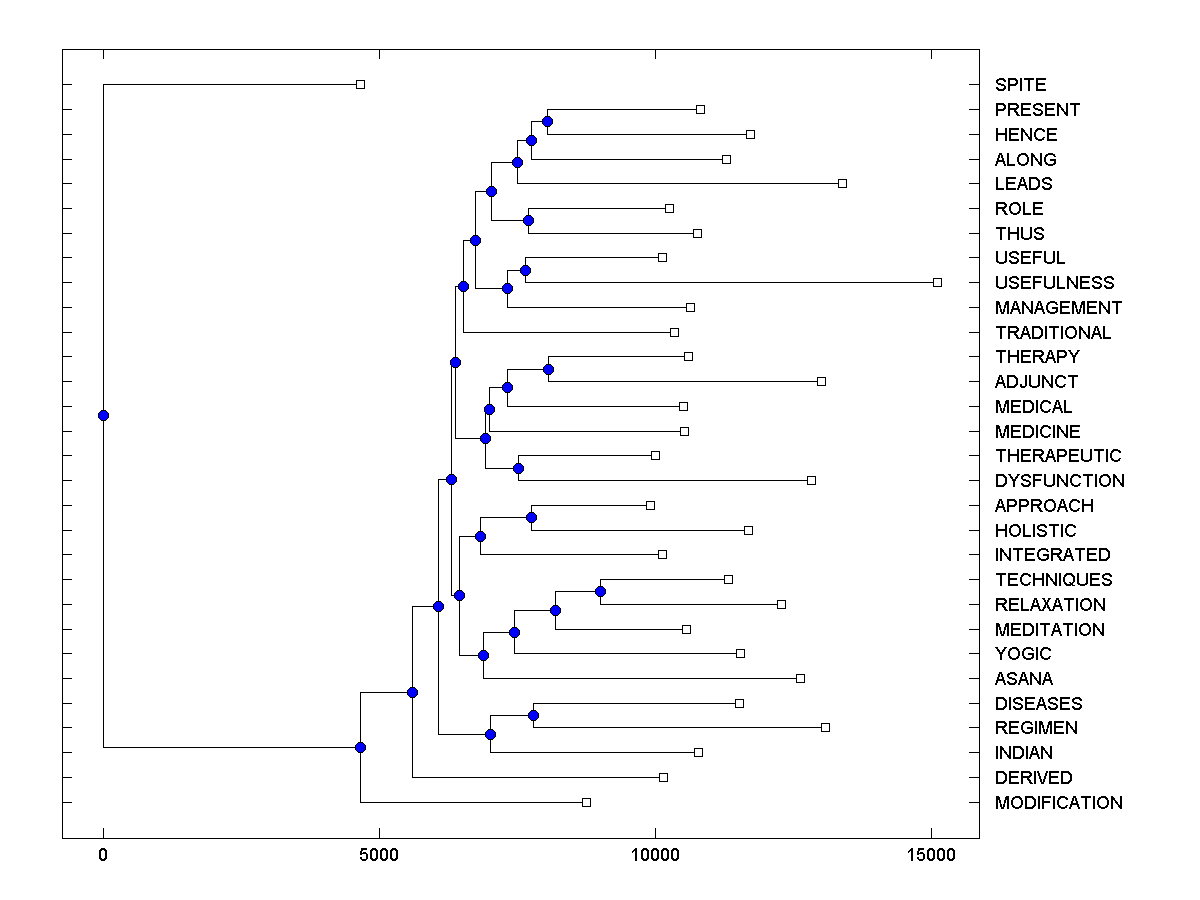 SPITE
PRESENT
HENCE
ALONG
LEADS
ROLE
THUS
USEFUL
USEFULNESS
MANAGEMENT
TRADITIONAL
THERAPY
ADJUNCT
MEDICAL
MEDICINE
THERAPEUTIC
DYSFUNCTION
APPROACH
HOLISTIC
INTEGRATED
TECHNIQUES
RELAXATION
MEDITATION
YOGIC
ASANA
DISEASES
REGIMEN
INDIAN
DERIVED
MODIFICATION
0 5000 10000 15000